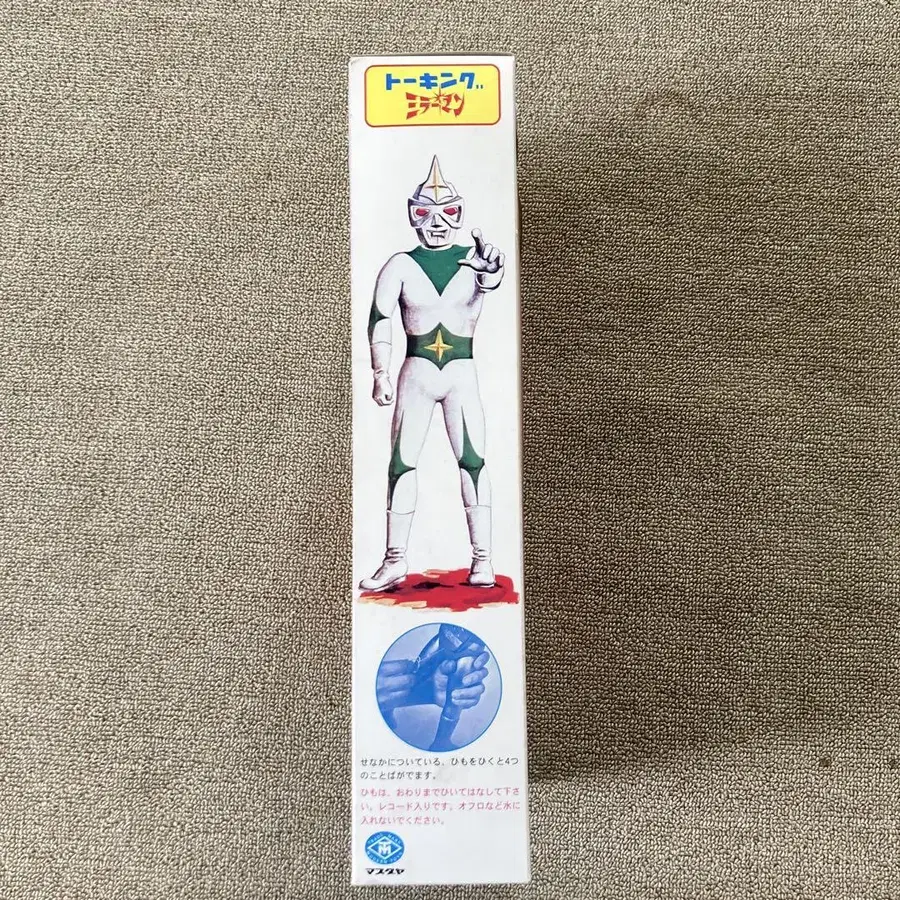 トーキング
ミラーマン
せなかについている、ひもをひくと4つ
のことばがでます。
ひもは、おわりまでひいてはなして下さ
い。レコード入りです。オフロなど水に
入れないでください。
マスダヤ